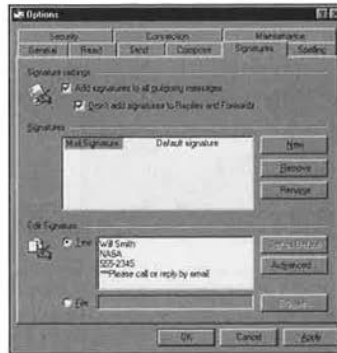 Options
Security Connection Maintenance
General Read Send Compose Signatures Spelling
Signature settings
Add signatures to all outgoing messages
Don't add signatures to Replies and Forwards
Signatures
Mail Signature Default signature
New
Remove
Rename
Edit Signature
Text
Will Smith
NASA
555-2345
***Please call or reply by email
Advanced
File
OK Cancel Apply